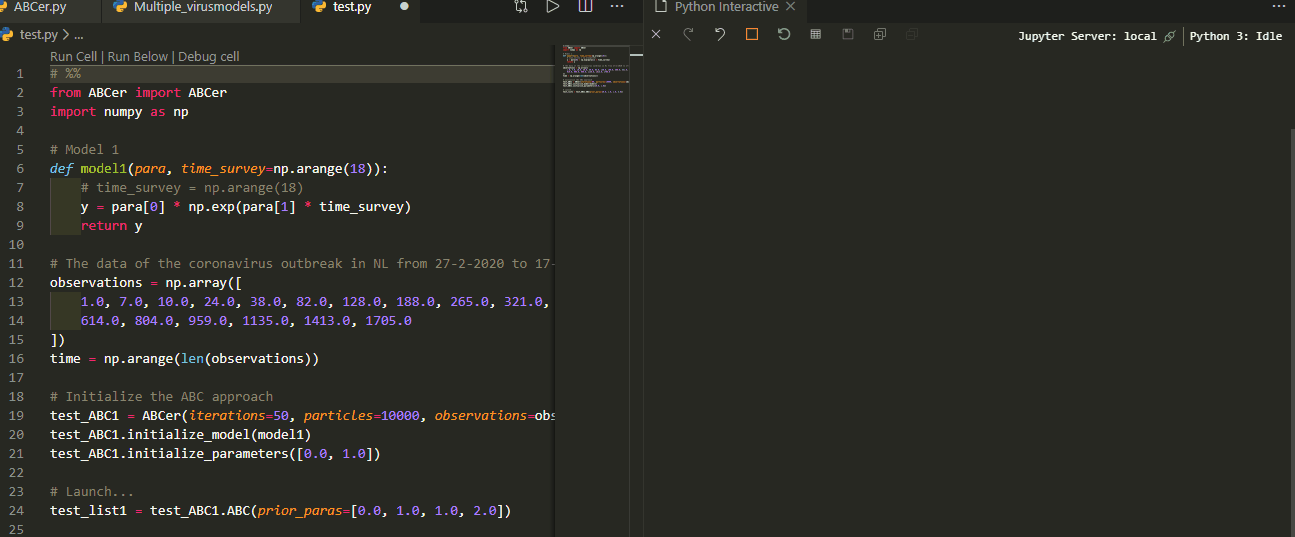 ABCer.py Multiple_virusmodels.py test.py
Python Interactive
test.py > ...
Jupyter Server: local Python 3: Idle
Run Cell | Run Below | Debug cell
1 # %%
2 from ABCer import ABCer
3 import numpy as np
4
5 # Model 1
6 def model1(para, time_survey=np.arange(18)):
7 # time_survey = np.arange(18)
8 y = para[0] * np.exp(para[1] * time_survey)
9 return y
10
11 # The data of the coronavirus outbreak in NL from 27-2-2020 to 17-
12 observations = np.array([
13 1.0, 7.0, 10.0, 24.0, 38.0, 82.0, 128.0, 188.0, 265.0, 321.0,
14 614.0, 804.0, 959.0, 1135.0, 1413.0, 1705.0
15 ])
16 time = np.arange(len(observations))
17
18 # Initialize the ABC approach
19 test_ABC1 = ABCer(iterations=50, particles=10000, observations=obs
20 test_ABC1.initialize_model(model1)
21 test_ABC1.initialize_parameters([0.0, 1.0])
22
23 # Launch...
24 test_list1 = test_ABC1.ABC(prior_paras=[0.0, 1.0, 1.0, 2.0])
25